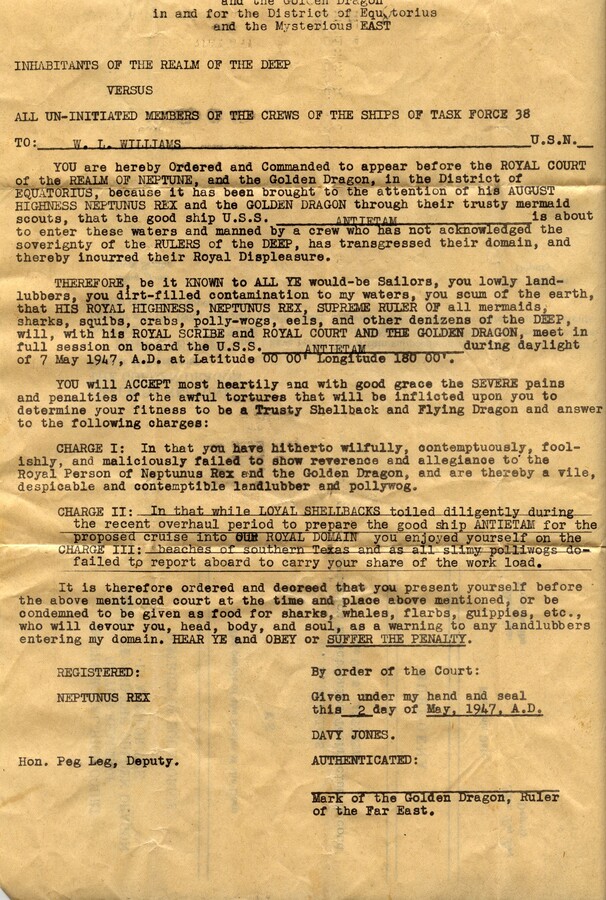 and the Golden Dragon
in and for the District of Equatorius
and the Mysterious EAST
INHABITANTS OF THE REALM OF THE DEEP
VERSUS
ALL UN-INITIATED MEMBERS OF THE CREWS OF THE SHIPS OF TASK FORCE 38
TO: W. L. WILLIAMS U.S.N.
YOU are hereby Ordered and Commanded to appear before the ROYAL COURT
of the REALM OF NEPTUNE, and the Golden Dragon, in the District of
EQUATORIUS, because it has been brought to the attention of his AUGUST
HIGHNESS NEPTUNUS REX and the GOLDEN DRAGON through their trusty mermaid
scouts, that the good ship U.S.S. ANTIETAM is about
to enter these waters and manned by a crew who has not acknowledged the
soverignty of the RULERS of the DEEP, has transgressed their domain, and
thereby incurred their Royal Displeasure.
THEREFORE, be it KNOWN to ALL YE would-be Sailors, you lowly land-
lubbers, you dirt-filled contamination to my waters, you scum of the earth,
that HIS ROYAL HIGHNESS, NEPTUNUS REX, SUPREME RULER OF all mermaids,
sharks, squibs, crabs, polly-wogs, eels, and other denizens of the DEEP,
will, with his ROYAL SCRIBE and ROYAL COURT AND THE GOLDEN DRAGON, meet in
full session on board the U.S.S. ANTIETAM during daylight
of 7 May 1947, A.D. at Latitude 00 00' Longitude 180 00'.
YOU will ACCEPT most heartily and with good grace the SEVERE pains
and penalties of the awful tortures that will be inflicted upon you to
determine your fitness to be a Trusty Shellback and Flying Dragon and answer
to the following charges:
CHARGE I: In that you have hitherto wilfully, contemptuously, fool-
ishly, and maliciously failed to show reverence and allegiance to the
Royal Person of Neptunus Rex and the Golden Dragon, and are thereby a vile,
despicable and contemptible landlubber and pollywog.
CHARGE II: In that while LOYAL SHELLBACKS toiled diligently during
the recent overhaul period to prepare the good ship ANTIETAM for the
proposed cruise into OUR ROYAL DOMAIN you enjoyed yourself on the
CHARGE III: beaches of southern Texas and as all slimy polliwogs do-
failed to report aboard to carry your share of the work load.
It is therefore ordered and decreed that you present yourself before
the above mentioned court at the time and place above mentioned, or be
condemned to be given as food for sharks, whales, flarbs, guippies, etc.,
who will devour you, head, body, and soul, as a warning to any landlubbers
entering my domain. HEAR YE and OBEY or SUFFER THE PENALTY.
REGISTERED:
NEPTUNUS REX
Hon. Peg Leg, Deputy.
By order of the Court:
Given under my hand and seal
this 2 day of May, 1947, A.D.
DAVY JONES.
AUTHENTICATED:
Mark of the Golden Dragon, Ruler
of the Far East.